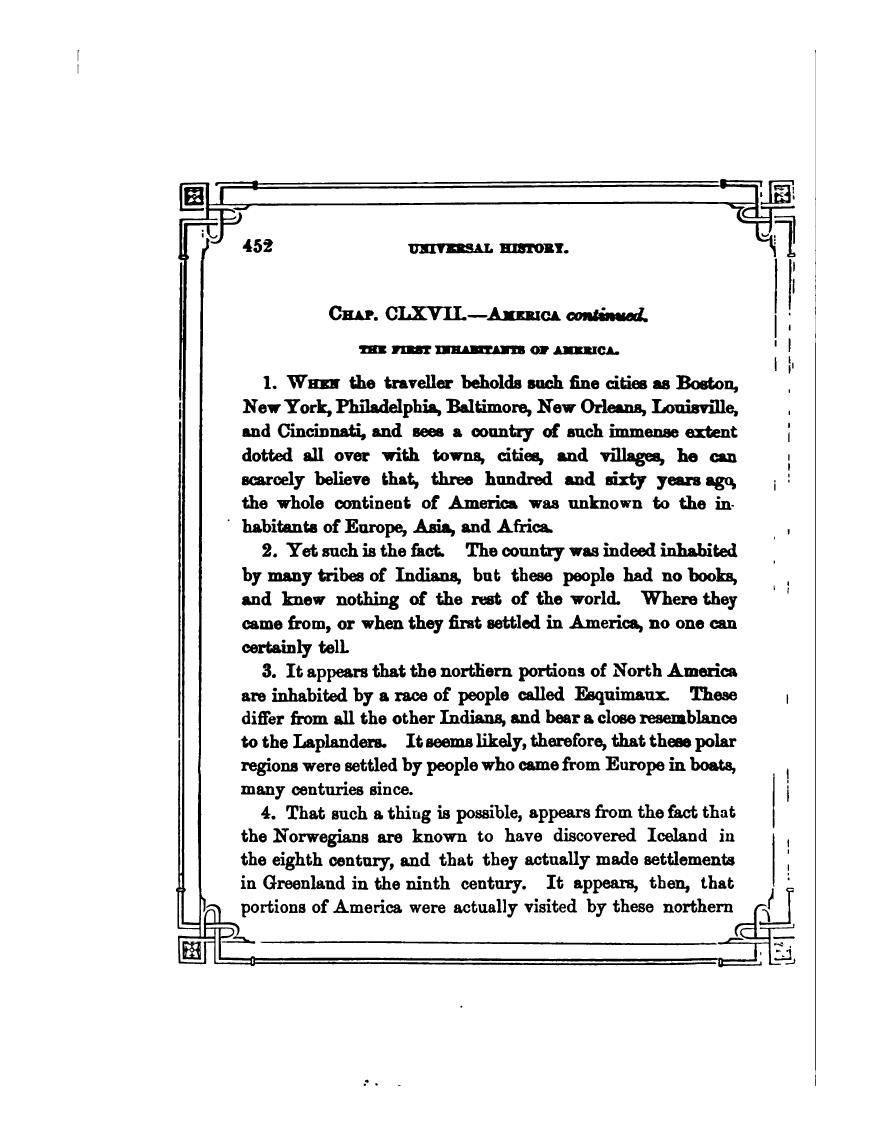 452 UNIVERSAL HISTORY.
CHAP. CLXVII.—AMERICA continued.
THE FIRST INHABITANTS OF AMERICA.
1. WHEN the traveller beholds such fine cities as Boston,
New York, Philadelphia, Baltimore, New Orleans, Louisville,
and Cincinnati, and sees a country of such immense extent
dotted all over with towns, cities, and villages, he can
scarcely believe that, three hundred and sixty years ago,
the whole continent of America was unknown to the in-
habitants of Europe, Asia, and Africa.
2. Yet such is the fact. The country was indeed inhabited
by many tribes of Indians, but these people had no books,
and knew nothing of the rest of the world. Where they
came from, or when they first settled in America, no one can
certainly tell.
3. It appears that the northern portions of North America
are inhabited by a race of people called Esquimaux. These
differ from all the other Indians, and bear a close resemblance
to the Laplanders. It seems likely, therefore, that these polar
regions were settled by people who came from Europe in boats,
many centuries since.
4. That such a thing is possible, appears from the fact that
the Norwegians are known to have discovered Iceland in
the eighth century, and that they actually made settlements
in Greenland in the ninth century. It appears, then, that
portions of America were actually visited by these northern